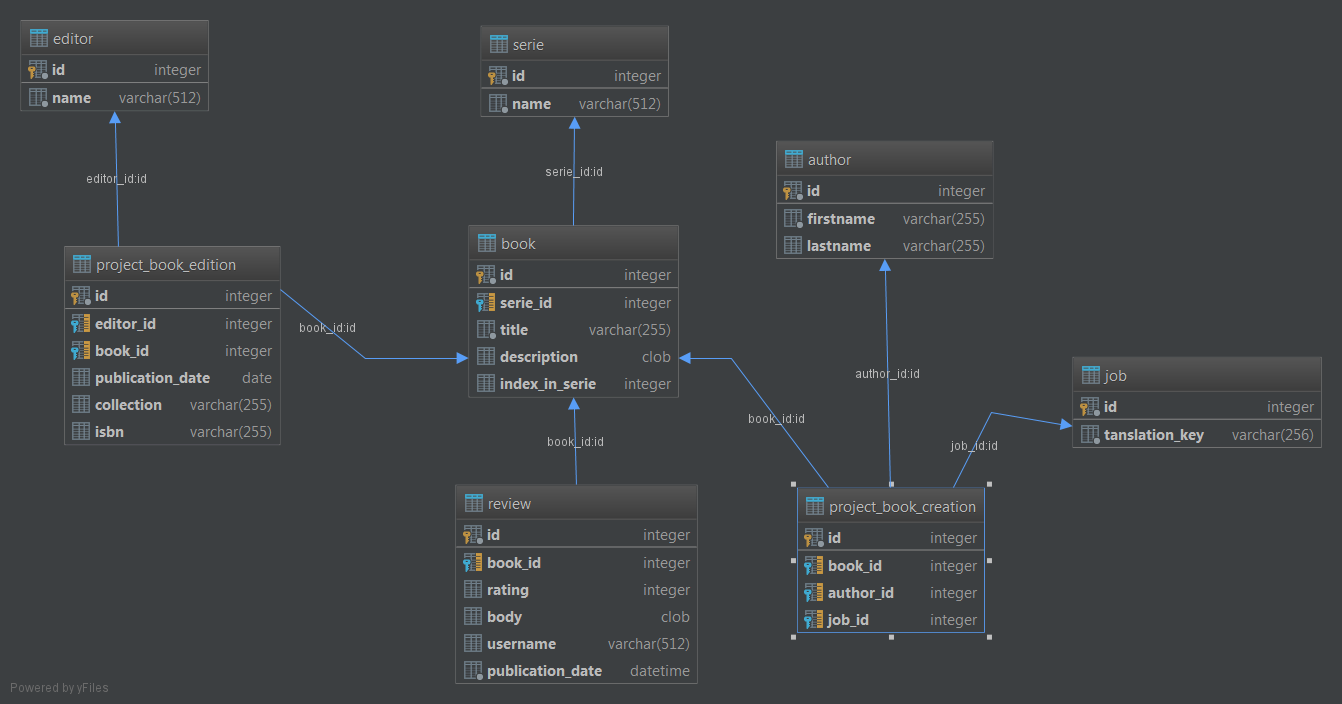 editor
id integer
name varchar(512)
serie
id integer
name varchar(512)
author
id integer
firstname varchar(255)
lastname varchar(255)
editor_id:id
serie_id:id
project_book_edition
id integer
editor_id integer
book_id integer
publication_date date
collection varchar(255)
isbn varchar(255)
book_id:id
book
id integer
serie_id integer
title varchar(255)
description clob
index_in_serie integer
author_id:id
job
id integer
tanslation_key varchar(256)
book_id:id
book_id:id
job_id:id
review
id integer
book_id integer
rating integer
body clob
username varchar(512)
publication_date datetime
project_book_creation
id integer
book_id integer
author_id integer
job_id integer
Powered by yFiles